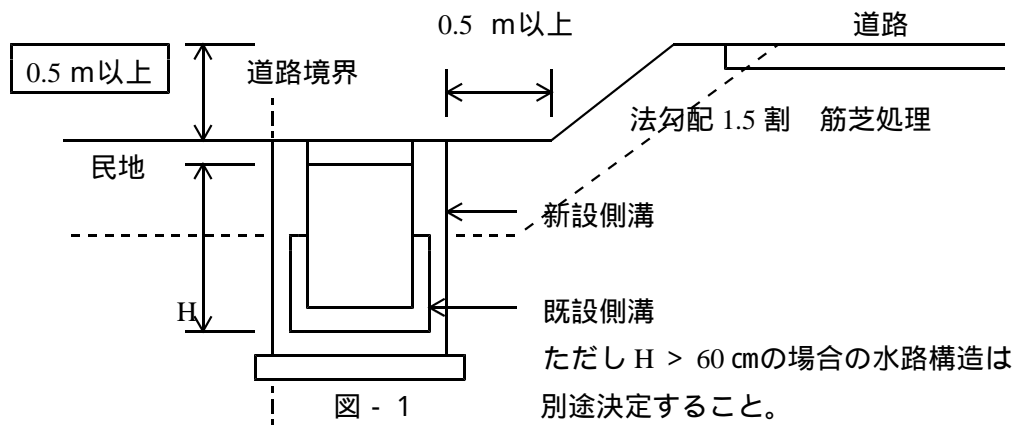 0.5 m以上
道路
0.5 m以上
道路境界
法勾配 1.5 割 筋芝処理
民地
新設側溝
H
既設側溝
ただし H > 60 ㎝の場合の水路構造は
別途決定すること。
図 - 1